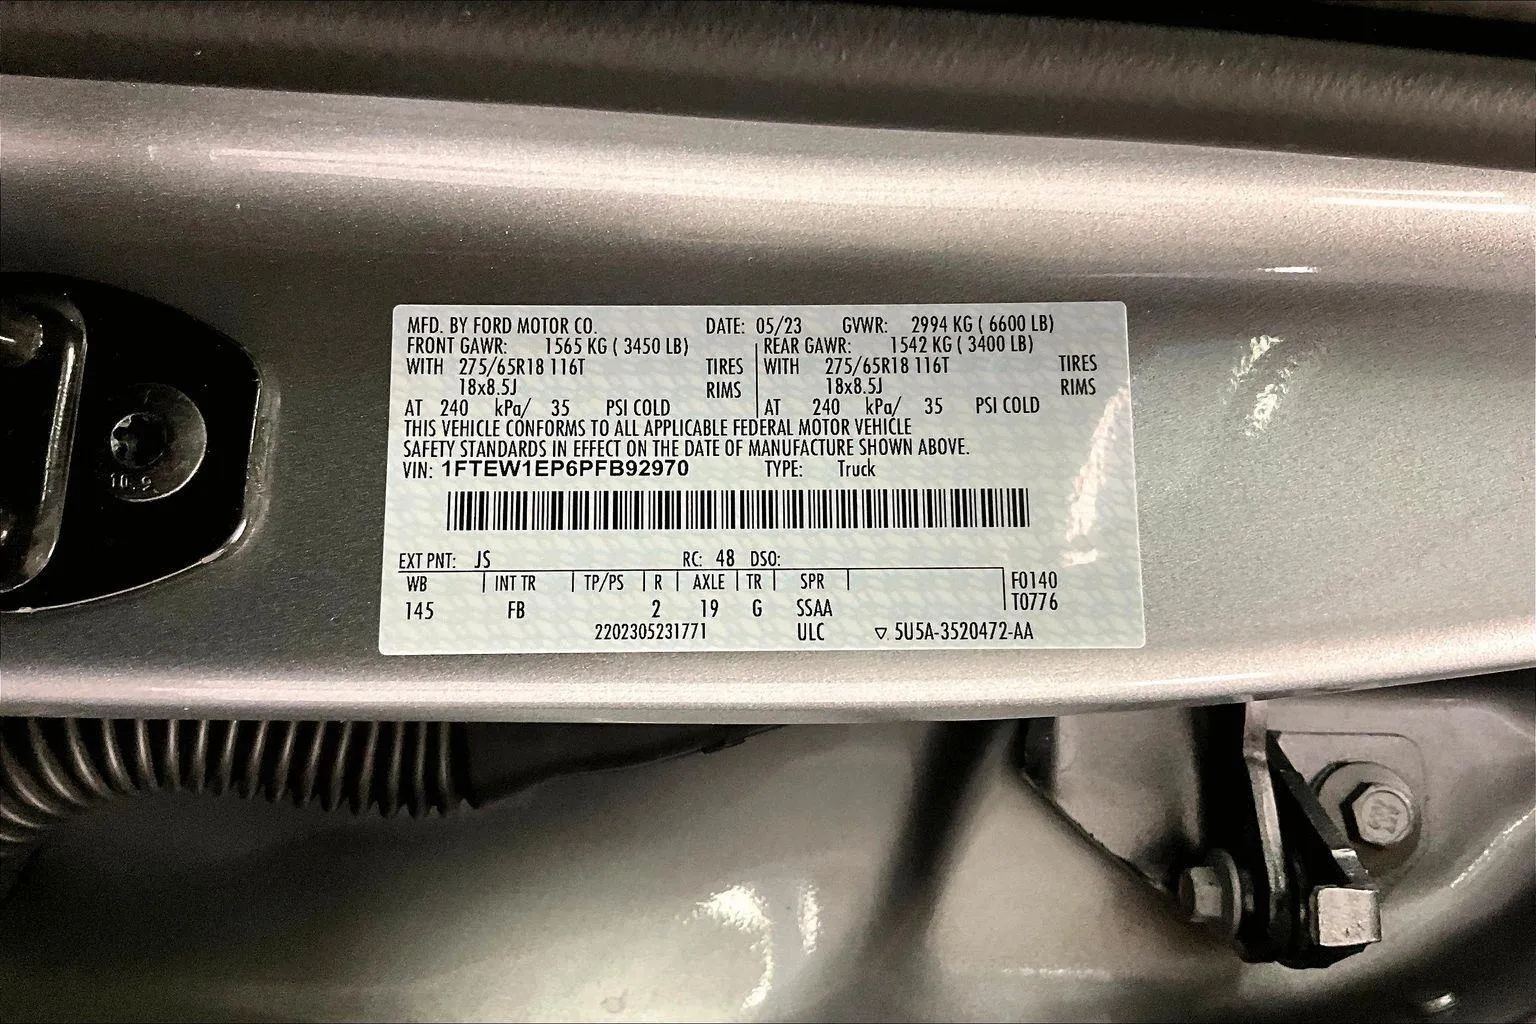 MFD. BY FORD MOTOR CO. DATE: 05/23 GVWR: 2994 KG ( 6600 LB)
FRONT GAWR: 1565 KG ( 3450 LB) REAR GAWR: 1542 KG ( 3400 LB)
WITH 275/65R18 116T TIRES WITH 275/65R18 116T TIRES
18x8.5J RIMS 18x8.5J RIMS
AT 240 kPa/ 35 PSI COLD AT 240 kPa/ 35 PSI COLD
THIS VEHICLE CONFORMS TO ALL APPLICABLE FEDERAL MOTOR VEHICLE
SAFETY STANDARDS IN EFFECT ON THE DATE OF MANUFACTURE SHOWN ABOVE.
VIN: 1FTEW1EP6PFB92970 TYPE: Truck
EXT PNT: JS RC: 48 DSO:
WB INT TR TP/PS R AXLE TR SPR F0140
145 FB 2 19 G SSAA T0776
2202305231771 ULC ▽ 5U5A-3520472-AA
10.9